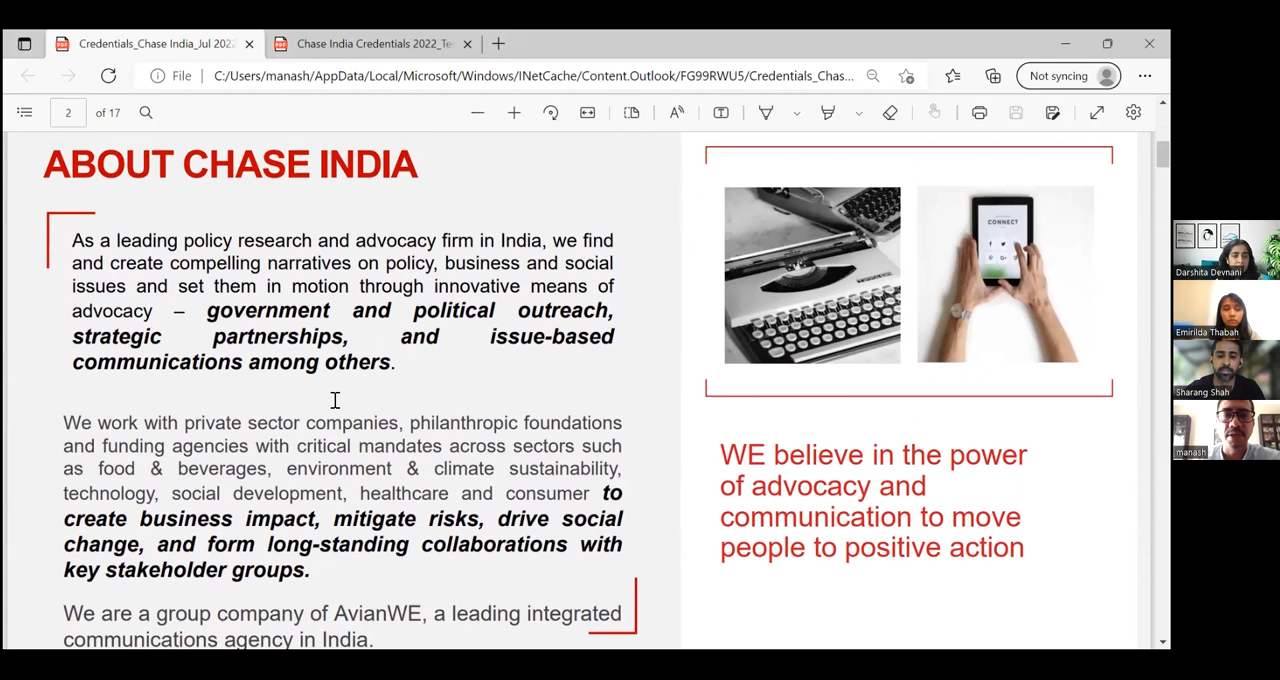 Credentials_Chase India_Jul 2022
Chase India Credentials 2022_Te
File
C:/Users/manash/AppData/Local/Microsoft/Windows/INetCache/Content.Outlook/FG99RWU5/Credentials_Chas...
Not syncing
2 of 17
ABOUT CHASE INDIA
As a leading policy research and advocacy firm in India, we find
and create compelling narratives on policy, business and social
issues and set them in motion through innovative means of
advocacy – government and political outreach,
strategic partnerships, and issue-based
communications among others.
We work with private sector companies, philanthropic foundations
and funding agencies with critical mandates across sectors such
as food & beverages, environment & climate sustainability,
technology, social development, healthcare and consumer to
create business impact, mitigate risks, drive social
change, and form long-standing collaborations with
key stakeholder groups.
We are a group company of AvianWE, a leading integrated
communications agency in India.
CONNECT
WE believe in the power
of advocacy and
communication to move
people to positive action
Darshita Devnani
Emirilda Thabah
Sharang Shah
manash